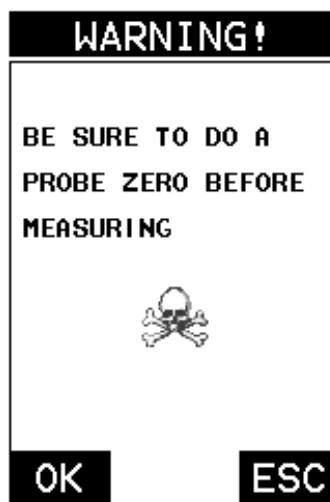 WARNING!
BE SURE TO DO A
PROBE ZERO BEFORE
MEASURING
OK ESC